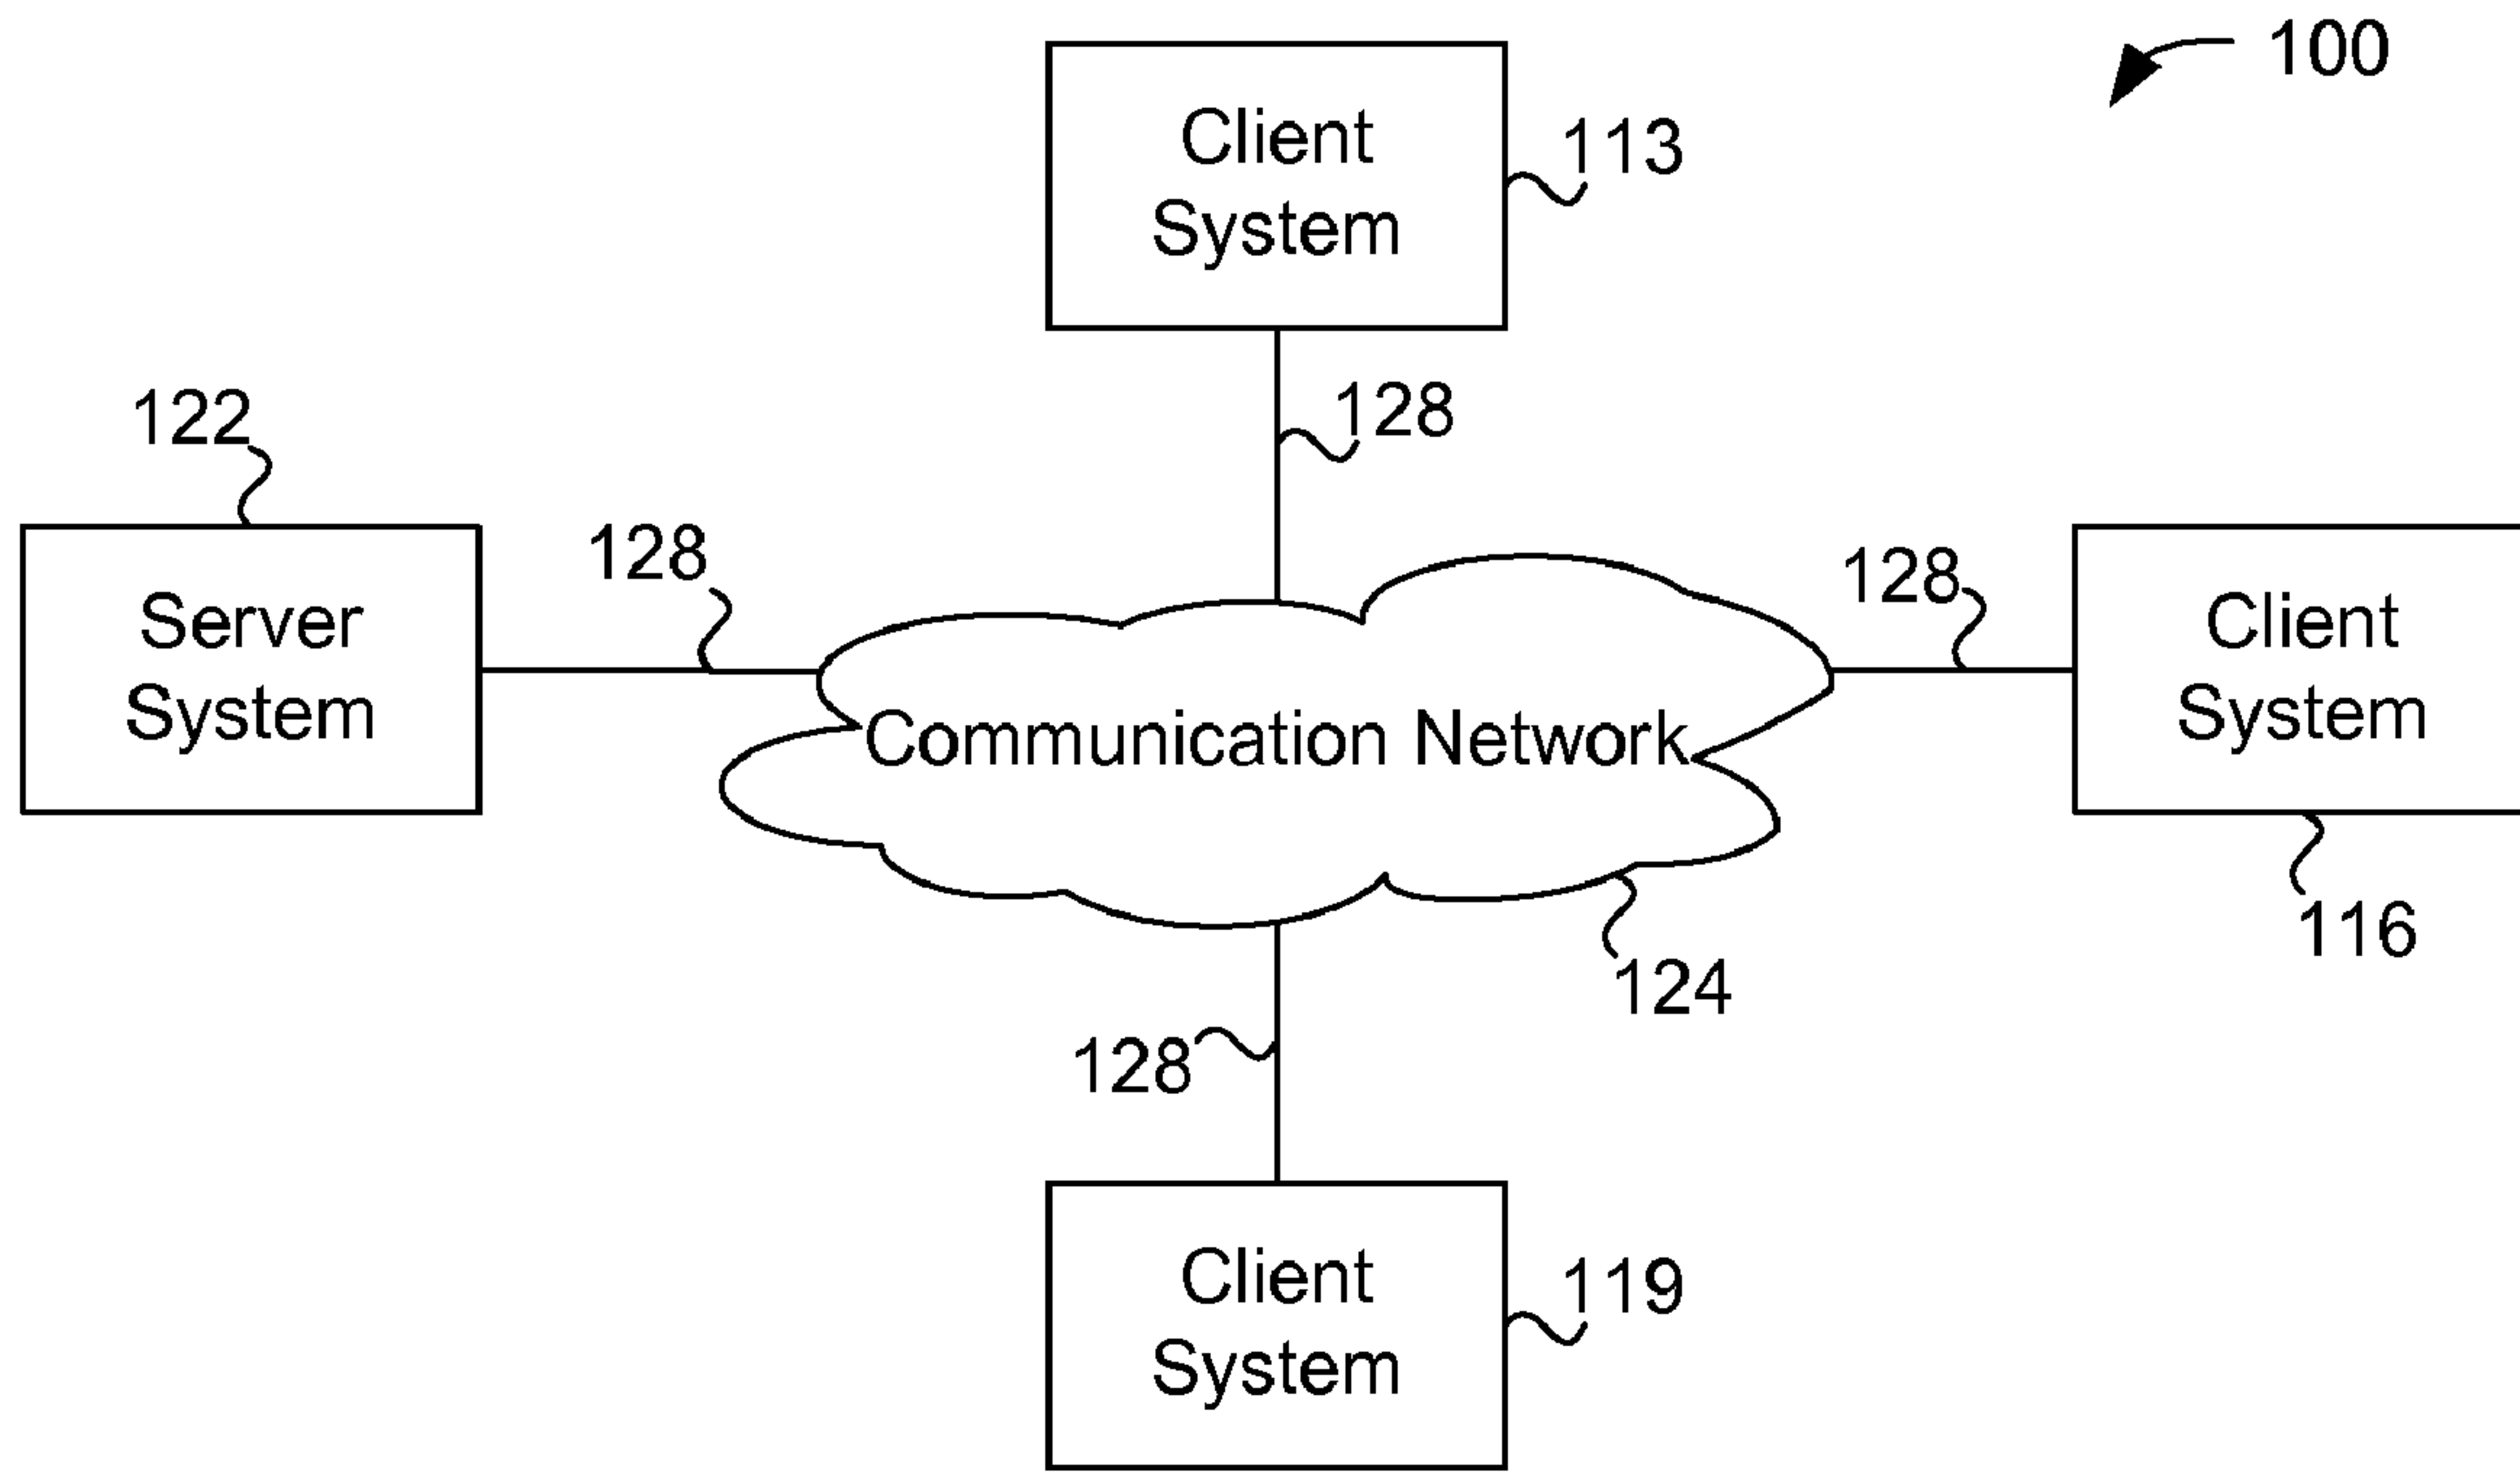 100
Client
System
113
128
122
128
128
Server
System
Client
System
Communication Network
116
124
128
Client
System
119